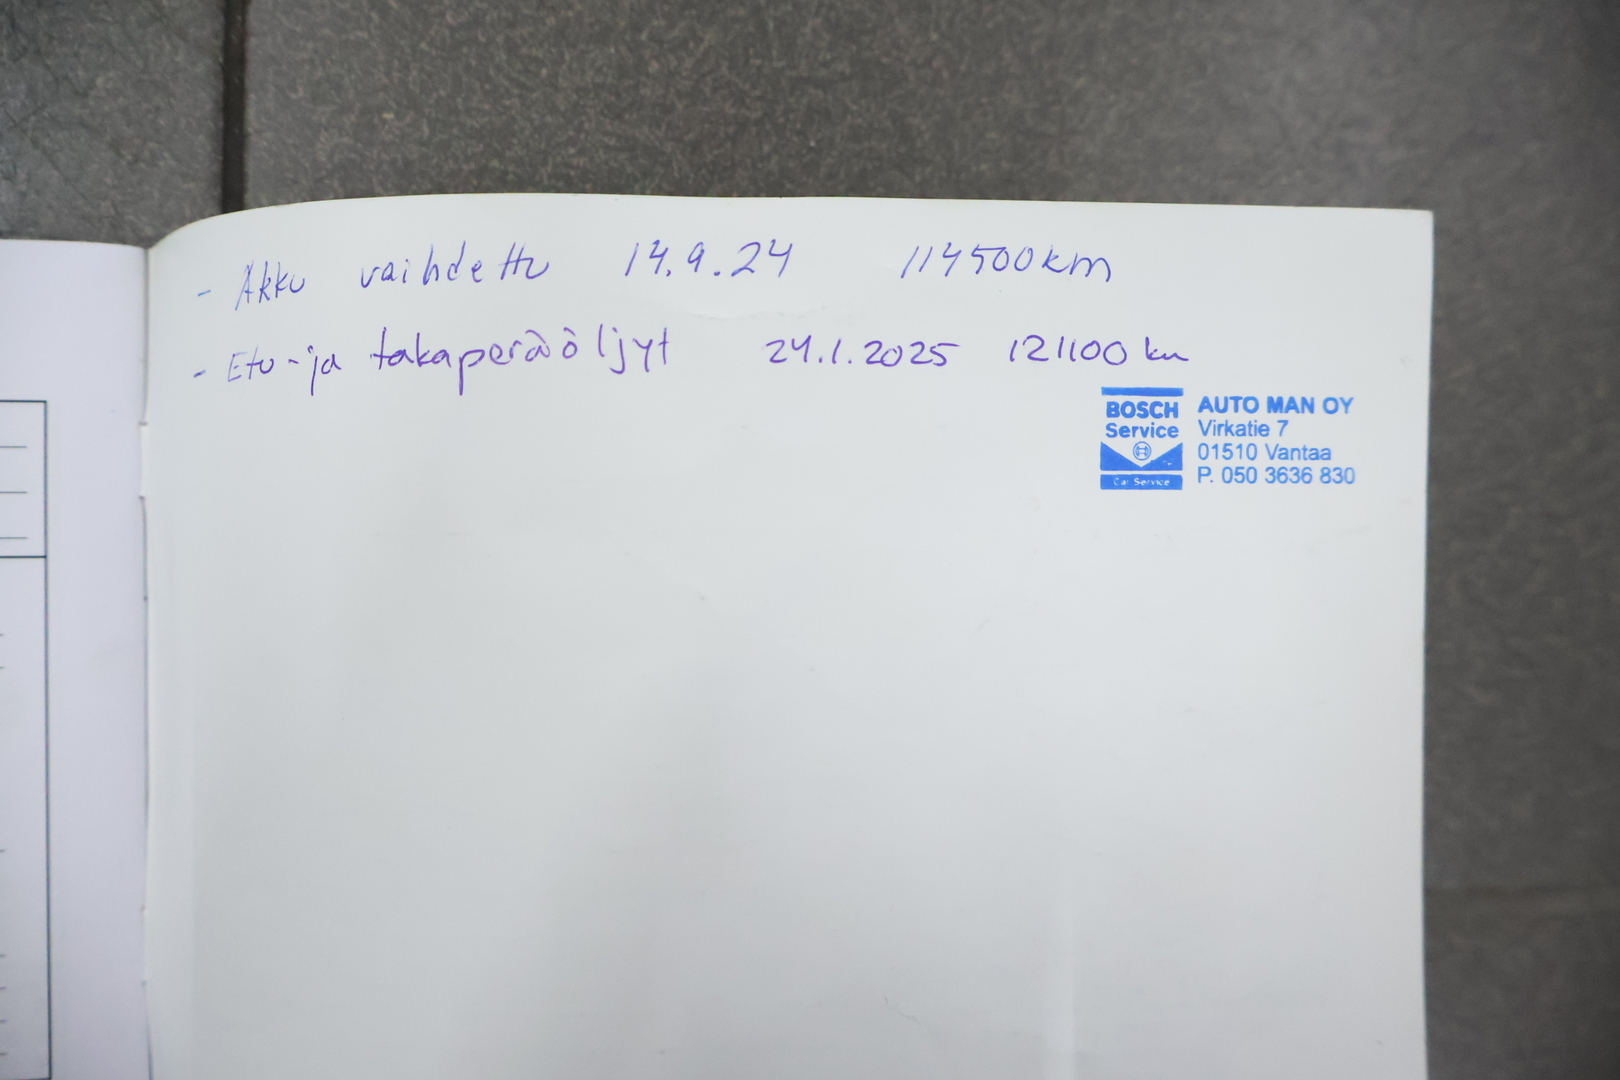 - Akku vaihdettu 14.9.24 114500km
- Etu-ja takaperäöljyt 24.1.2025 121100 km
BOSCH
Service
Car Service
AUTO MAN OY
Virkatie 7
01510 Vantaa
P. 050 3636 830